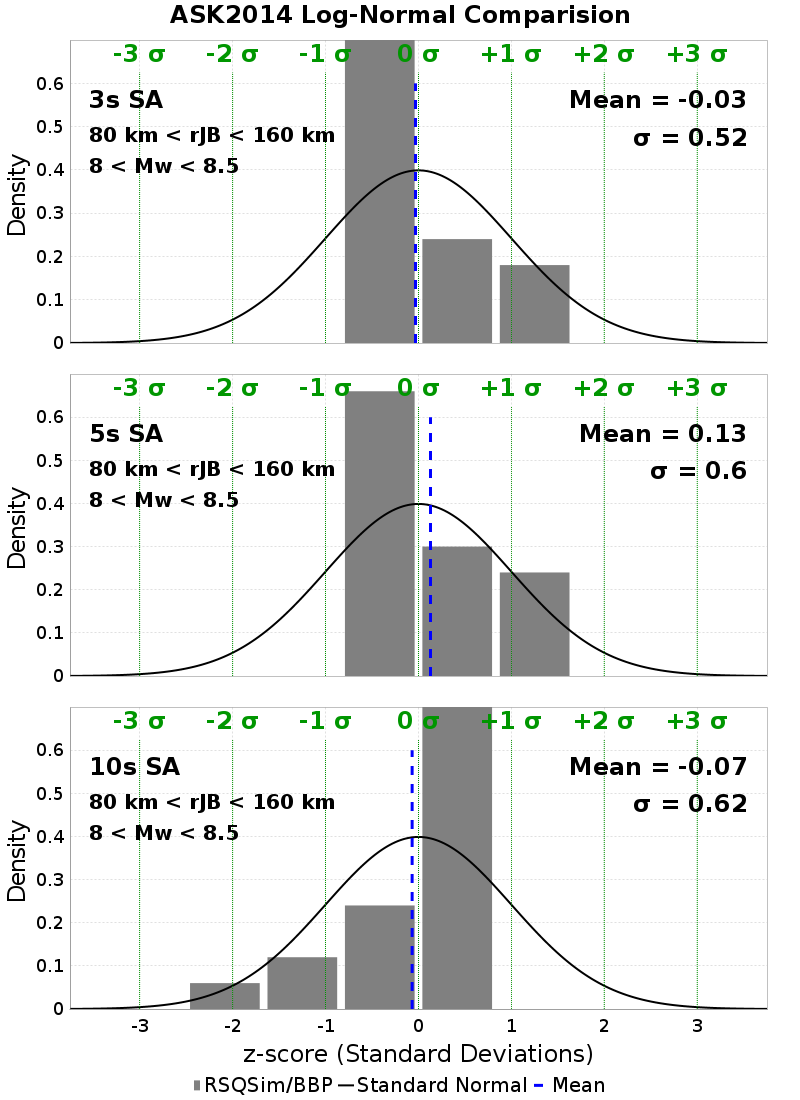 ASK2014 Log-Normal Comparision
-3 σ -2 σ -1 σ 0 σ +1 σ +2 σ +3 σ
3s SA
80 km < rJB < 160 km
8 < Mw < 8.5
Mean = -0.03
σ = 0.52
Density
0.6
0.5
0.4
0.3
0.2
0.1
0
-3 σ -2 σ -1 σ 0 σ +1 σ +2 σ +3 σ
5s SA
80 km < rJB < 160 km
8 < Mw < 8.5
Mean = 0.13
σ = 0.6
Density
0.6
0.5
0.4
0.3
0.2
0.1
0
-3 σ -2 σ -1 σ 0 σ +1 σ +2 σ +3 σ
10s SA
80 km < rJB < 160 km
8 < Mw < 8.5
Mean = -0.07
σ = 0.62
Density
0.6
0.5
0.4
0.3
0.2
0.1
0
-3 -2 -1 0 1 2 3
z-score (Standard Deviations)
RSQSim/BBP Standard Normal Mean